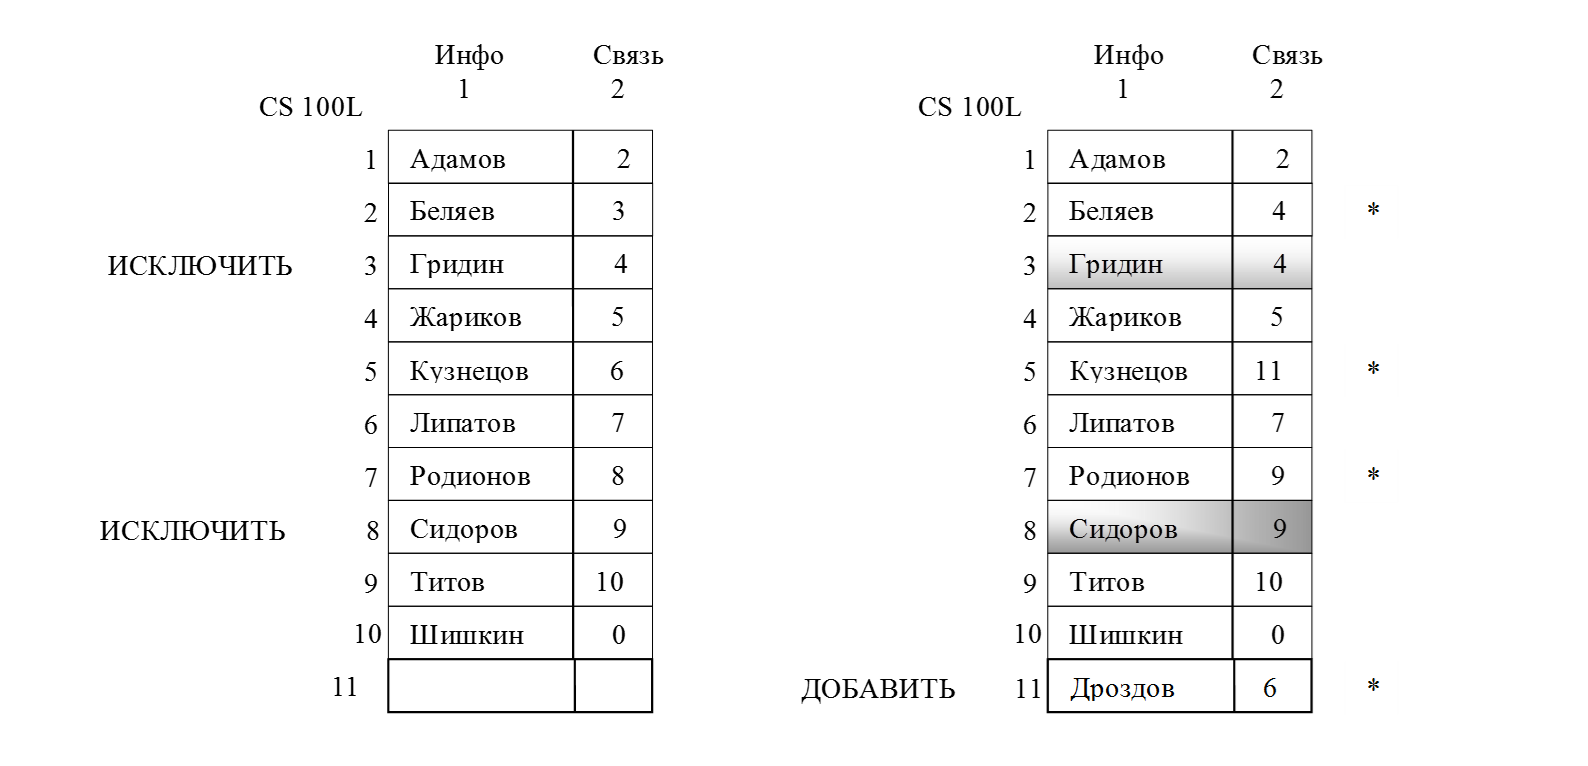 Инфо Связь Инфо Связь
1 2 1 2
CS 100L CS 100L
1 Адамов 2 1 Адамов 2
2 Беляев 3 2 Беляев 4 *
ИСКЛЮЧИТЬ 3 Гридин 4 3 Гридин 4
4 Жариков 5 4 Жариков 5
5 Кузнецов 6 5 Кузнецов 11 *
6 Липатов 7 6 Липатов 7
7 Родионов 8 7 Родионов 9 *
ИСКЛЮЧИТЬ 8 Сидоров 9 8 Сидоров 9
9 Титов 10 9 Титов 10
10 Шишкин 0 10 Шишкин 0
11 ДОБАВИТЬ 11 Дроздов 6 *